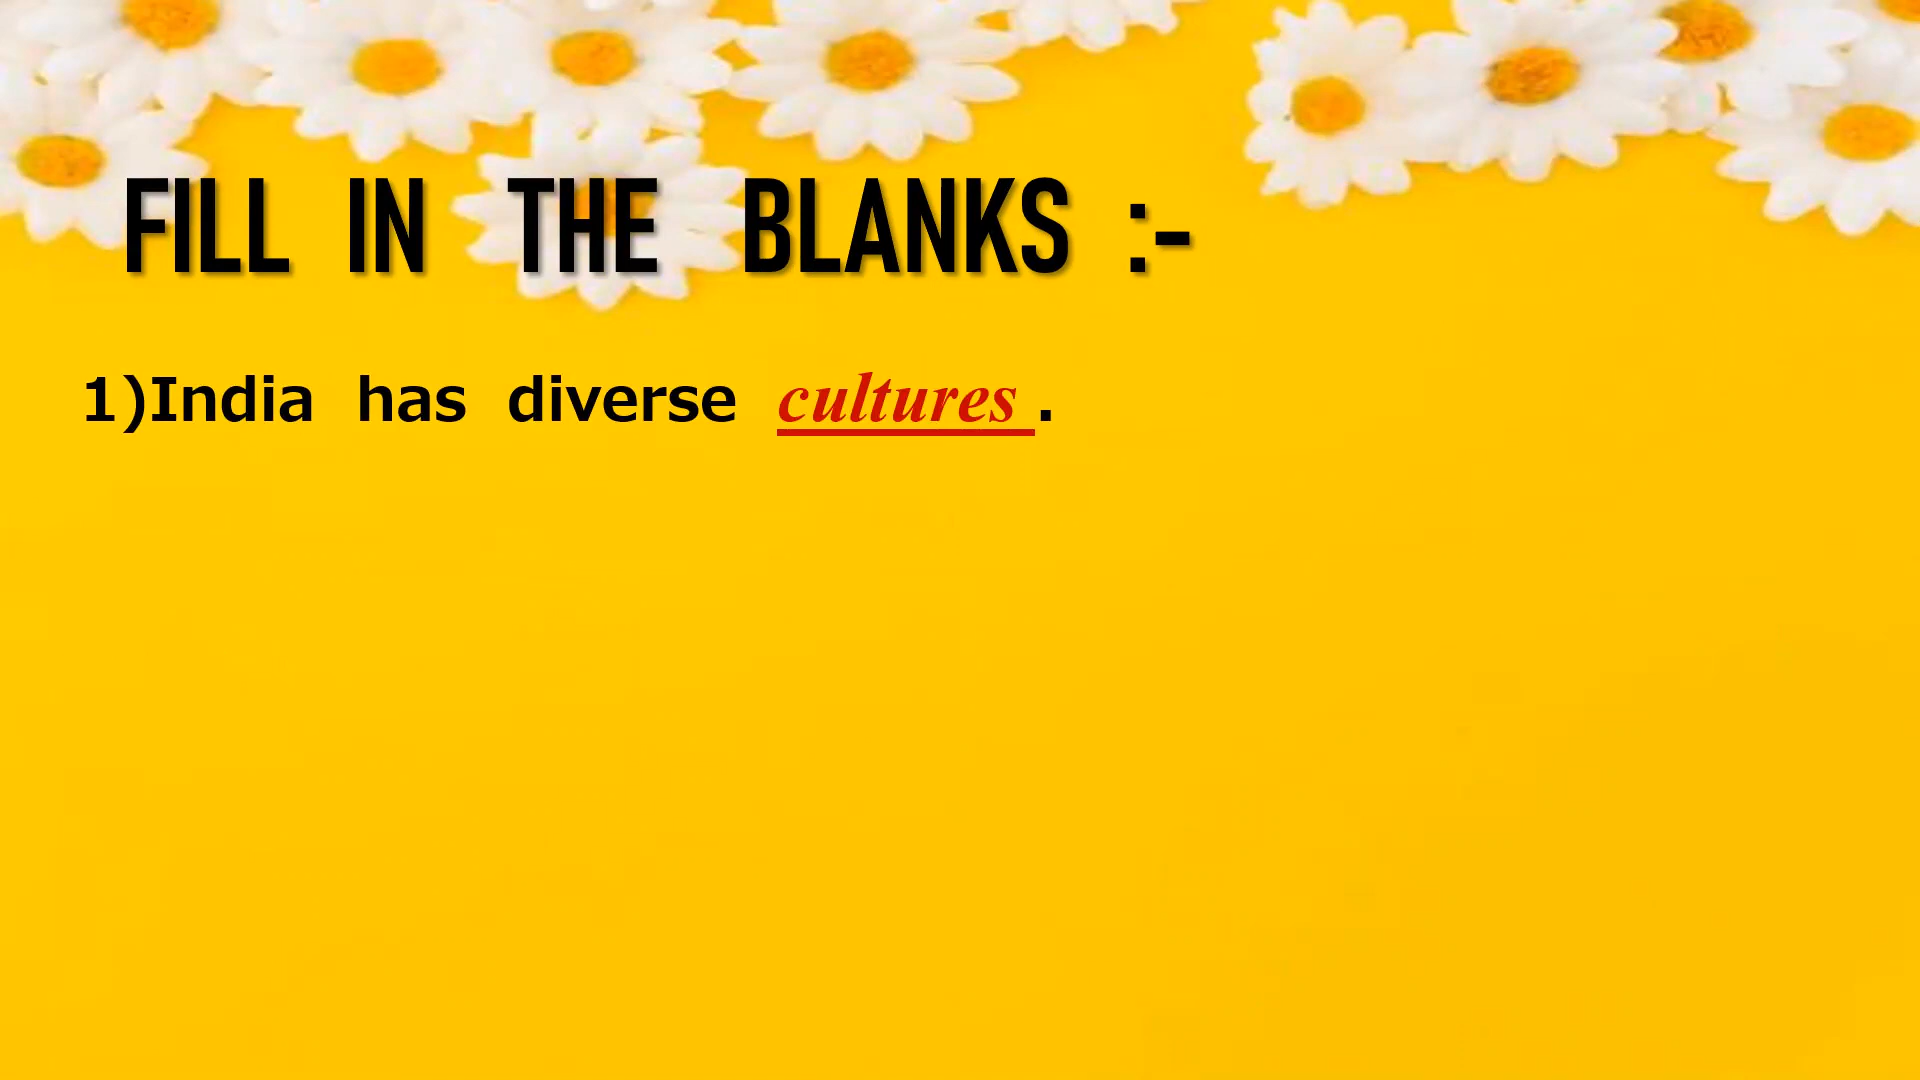 FILL IN THE BLANKS :-
1)India has diverse cultures .